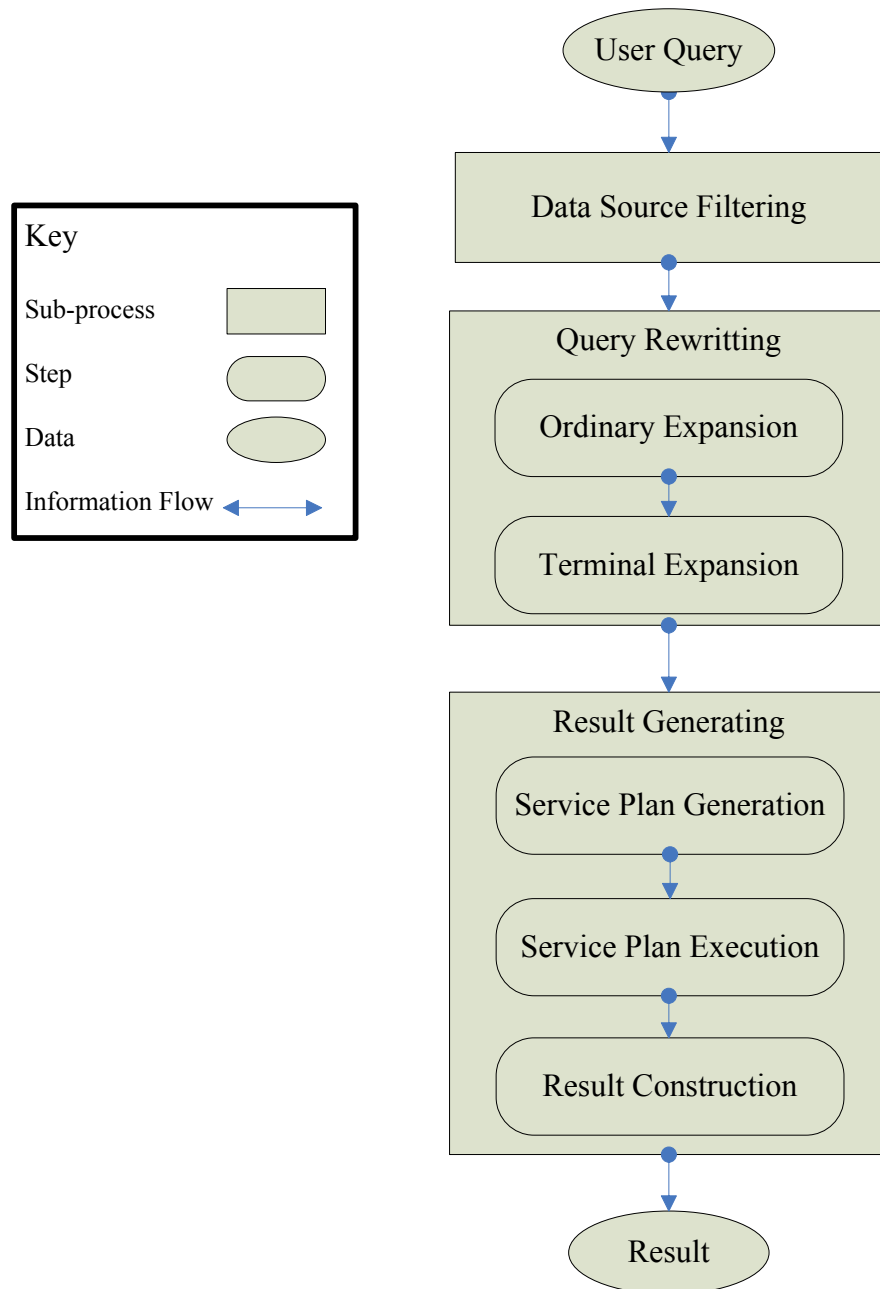 User Query
Data Source Filtering
Key
Sub-process
Step
Data
Information Flow
Query Rewritting
Ordinary Expansion
Terminal Expansion
Result Generating
Service Plan Generation
Service Plan Execution
Result Construction
Result